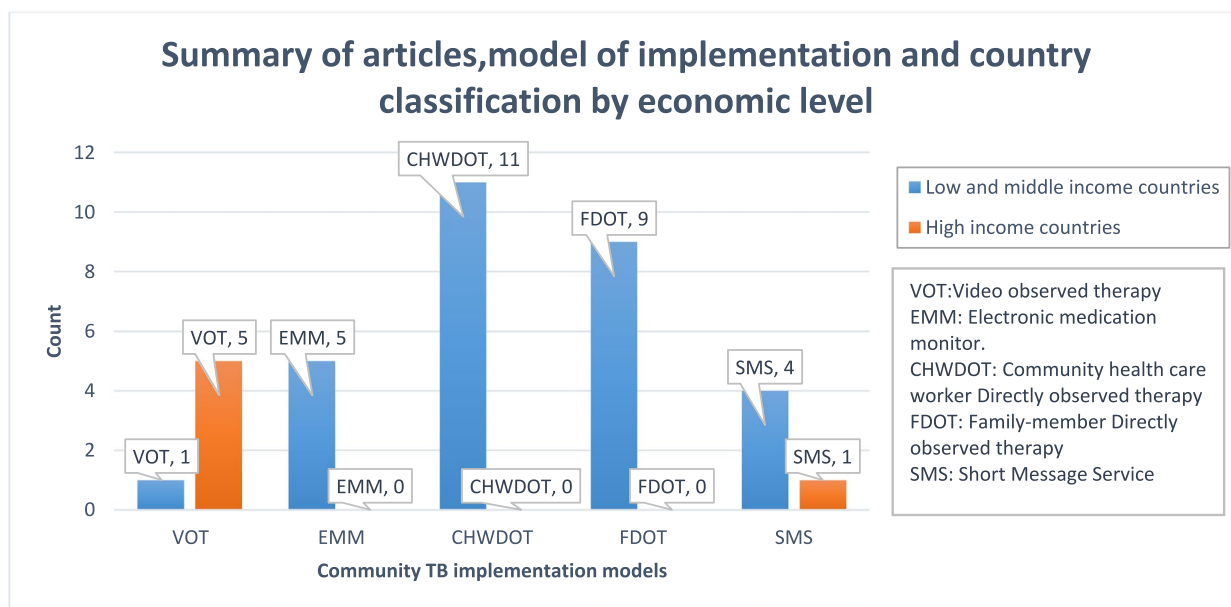 Summary of articles,model of implementation and country
classification by economic level
12
10
8
6
4
2
0
Count
CHWDOT, 11
FDOT, 9
VOT, 5
EMM, 5
SMS, 4
VOT, 1
EMM, 0
CHWDOT, 0
FDOT, 0
SMS, 1
VOT
EMM
CHWDOT
FDOT
SMS
Community TB implementation models
Low and middle income countries
High income countries
VOT:Video observed therapy
EMM: Electronic medication
monitor.
CHWDOT: Community health care
worker Directly observed therapy
FDOT: Family-member Directly
observed therapy
SMS: Short Message Service